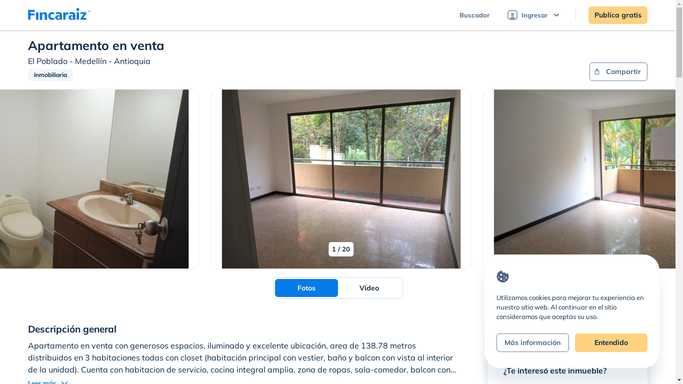 Fincaraiz
Buscador
Ingresar
Publica gratis
Apartamento en venta
El Poblado - Medellín - Antioquia
Inmobiliaria
Compartir
1 / 20
Fotos
Video
Utilizamos cookies para mejorar tu experiencia en
nuestro sitio web. Al continuar en el sitio
consideramos que aceptas su uso.
Más información
Entendido
Descripción general
Apartamento en venta con generosos espacios, iluminado y excelente ubicación, area de 138.78 metros
distribuidos en 3 habitaciones todas con closet (habitación principal con vestier, baño y balcon con vista al interior
de la unidad). Cuenta con habitacion de servicio, cocina integral amplia, zona de ropas, sala-comedor, balcon con...
Leer más
¿Te interesó este inmueble?